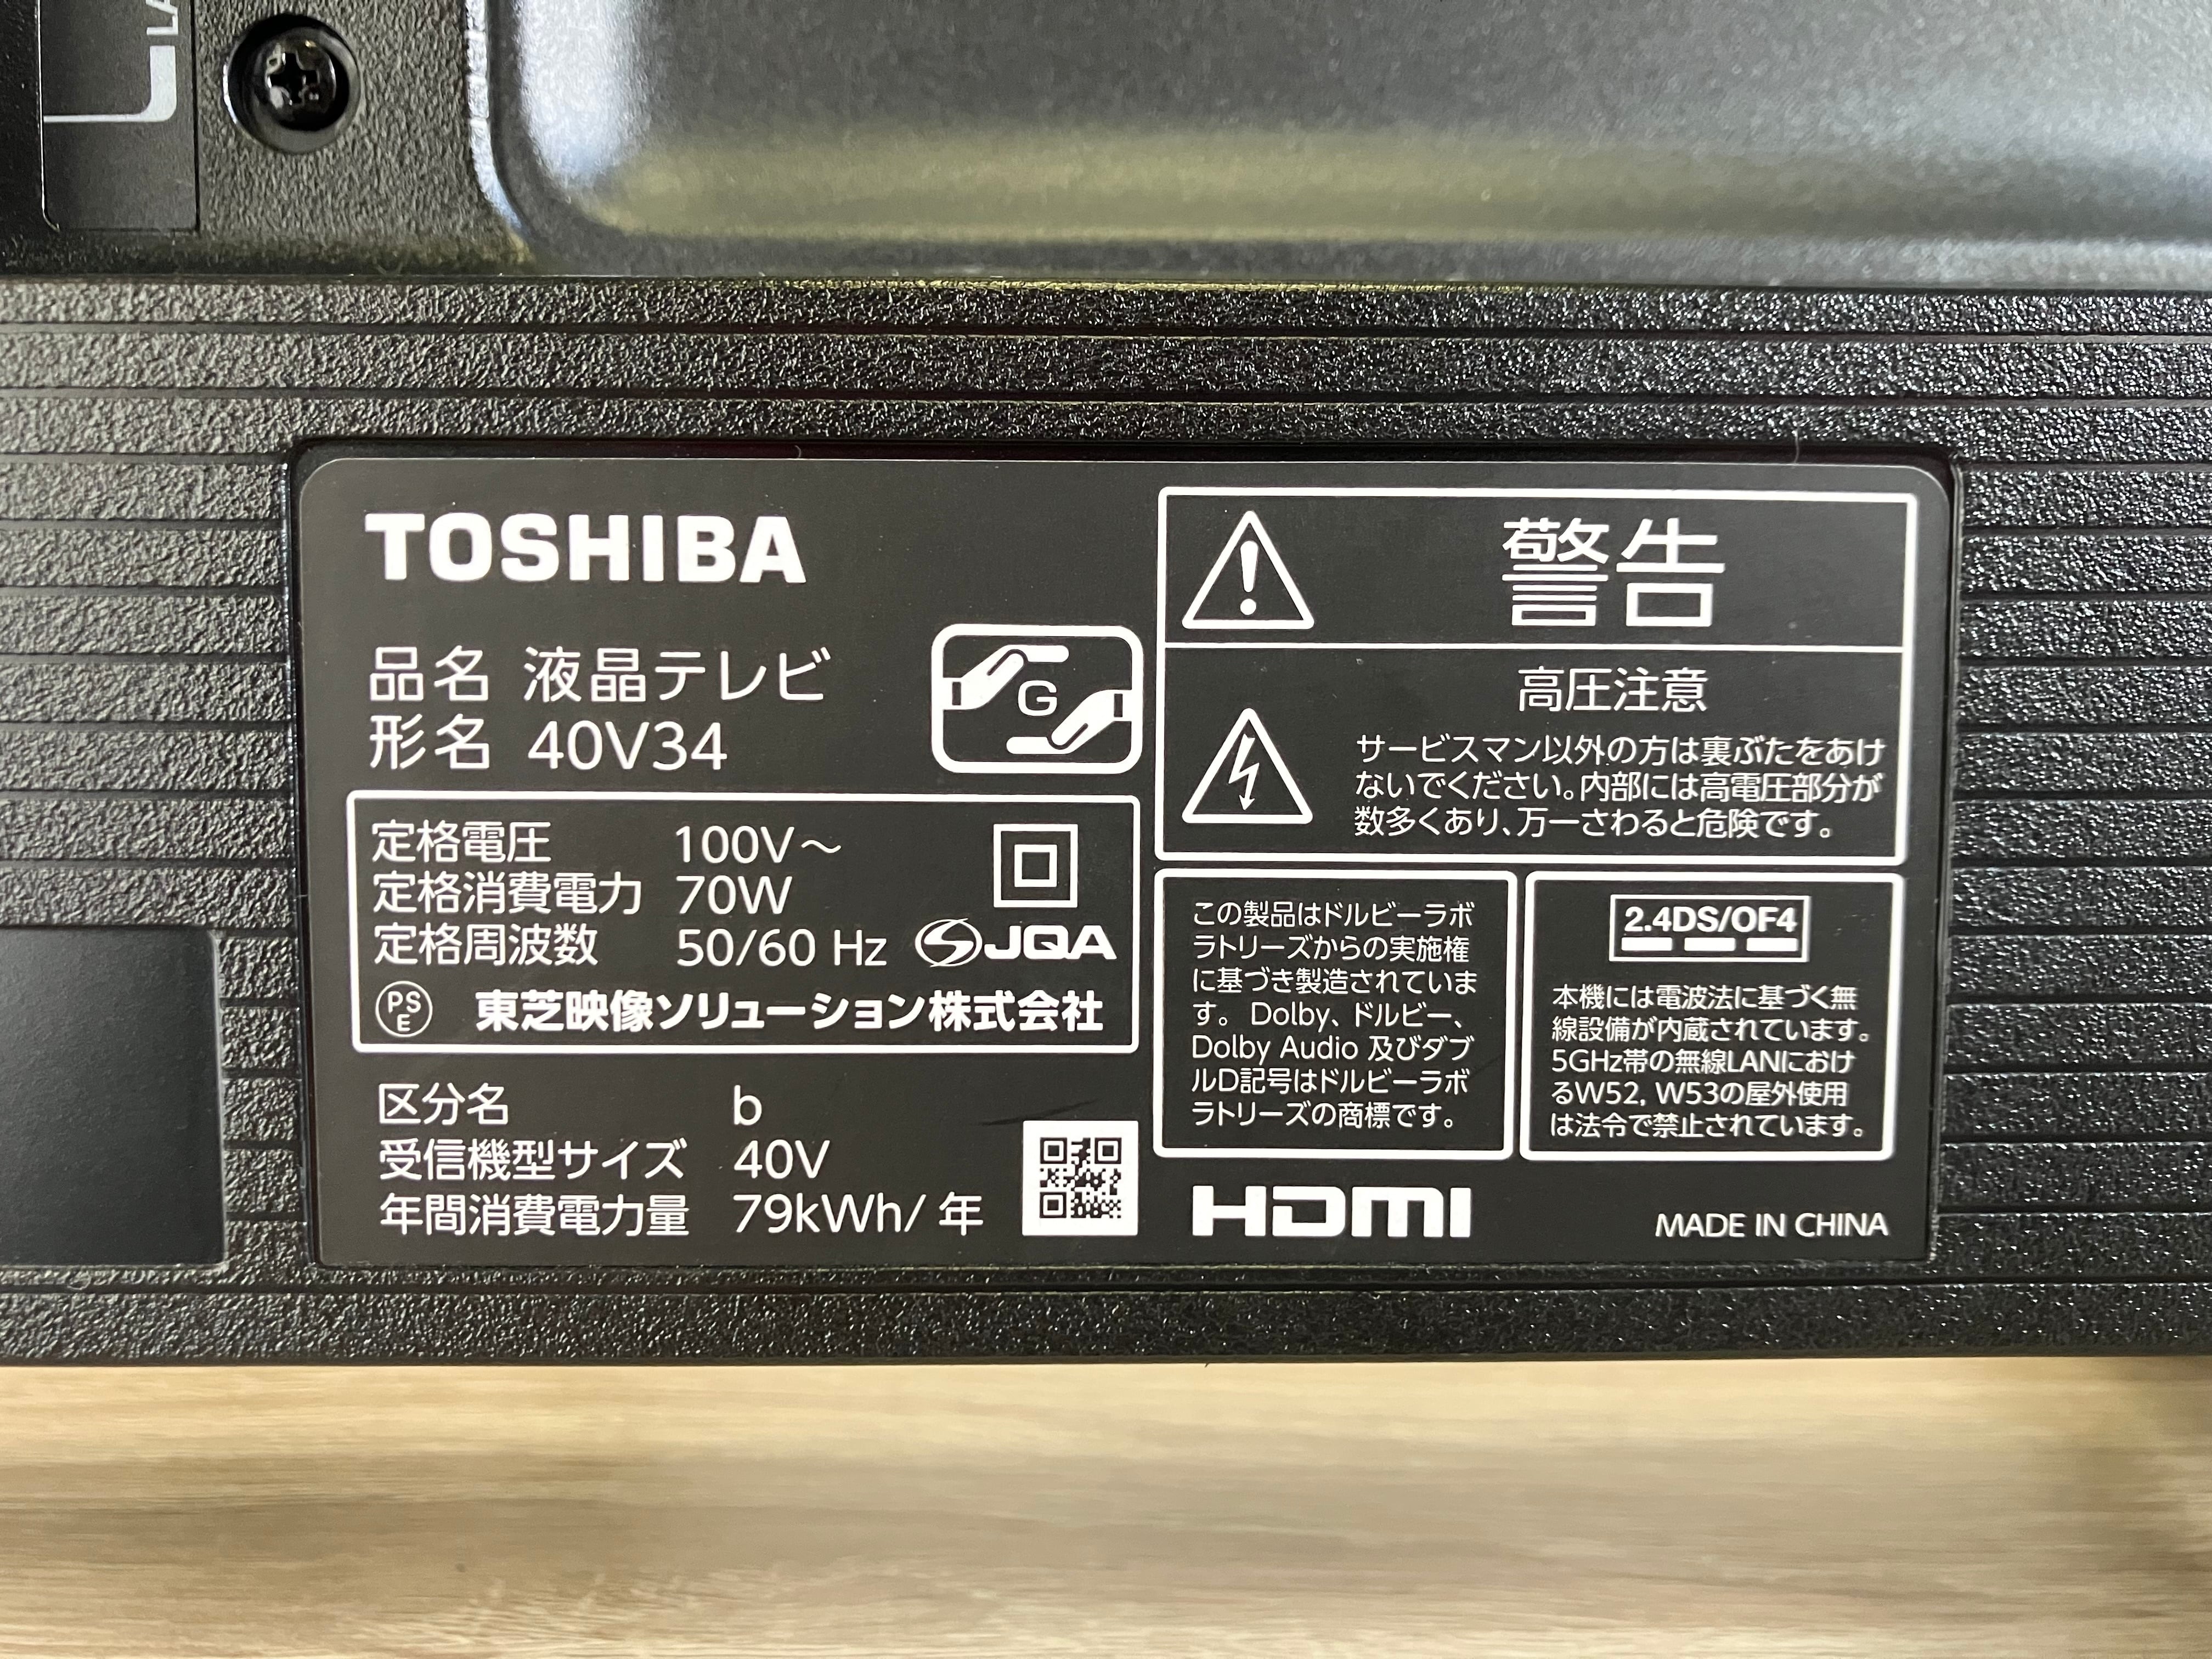 LA
TOSHIBA
品名 液晶テレビ
形名 40V34
G
定格電圧 100V～
定格消費電力 70W
定格周波数 50/60 Hz
JQA
PS
E
東芝映像ソリューション株式会社
区分名 b
受信機型サイズ 40V
年間消費電力量 79kWh/ 年
警告
高圧注意
サービスマン以外の方は裏ぶたをあけ
ないでください。内部には高電圧部分が
数多くあり、万一さわると危険です。
この製品はドルビーラボ
ラトリーズからの実施権
に基づき製造されていま
す。 Dolby、ドルビー、
Dolby Audio 及びダブ
ルD記号はドルビーラボ
ラトリーズの商標です。
2.4DS/OF4
本機には電波法に基づく無
線設備が内蔵されています。
5GHz帯の無線LANにおけ
るW52, W53の屋外使用
は法令で禁止されています。
HDMI
MADE IN CHINA